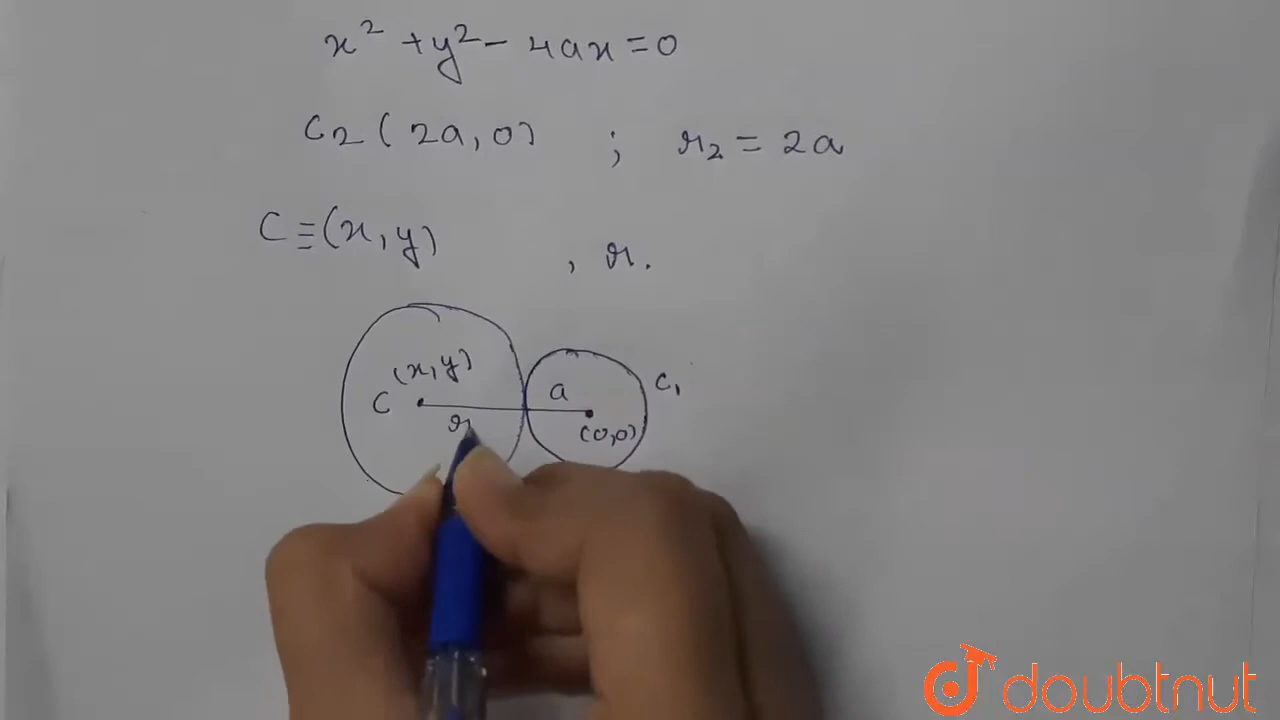 x² + y² - 4ax = 0
C₂ (2a, 0) ; r₂ = 2a
C ≡ (x, y) , r.
(x, y)
C r a C₁
(0,0)
doubtnut